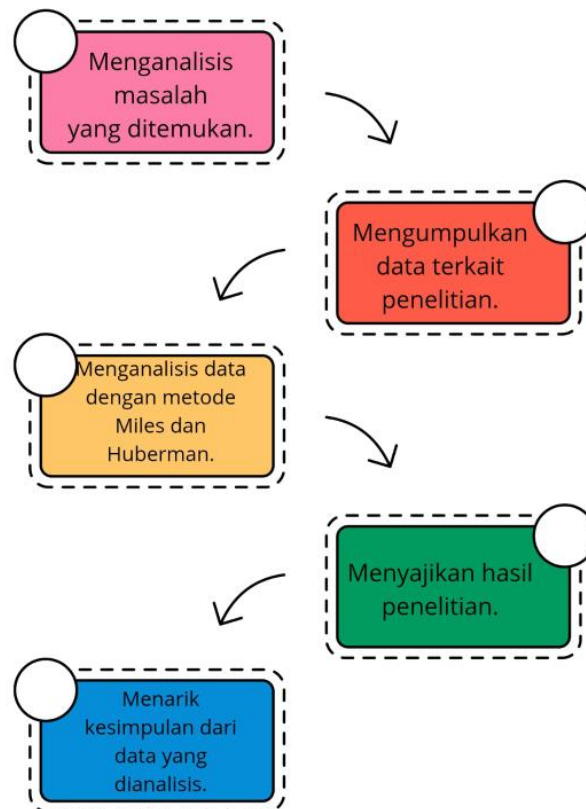 Menganalisis
masalah
yang ditemukan.
Mengumpulkan
data terkait
penelitian.
Menganalisis data
dengan metode
Miles dan
Huberman.
Menyajikan hasil
penelitian.
Menarik
kesimpulan dari
data yang
dianalisis.